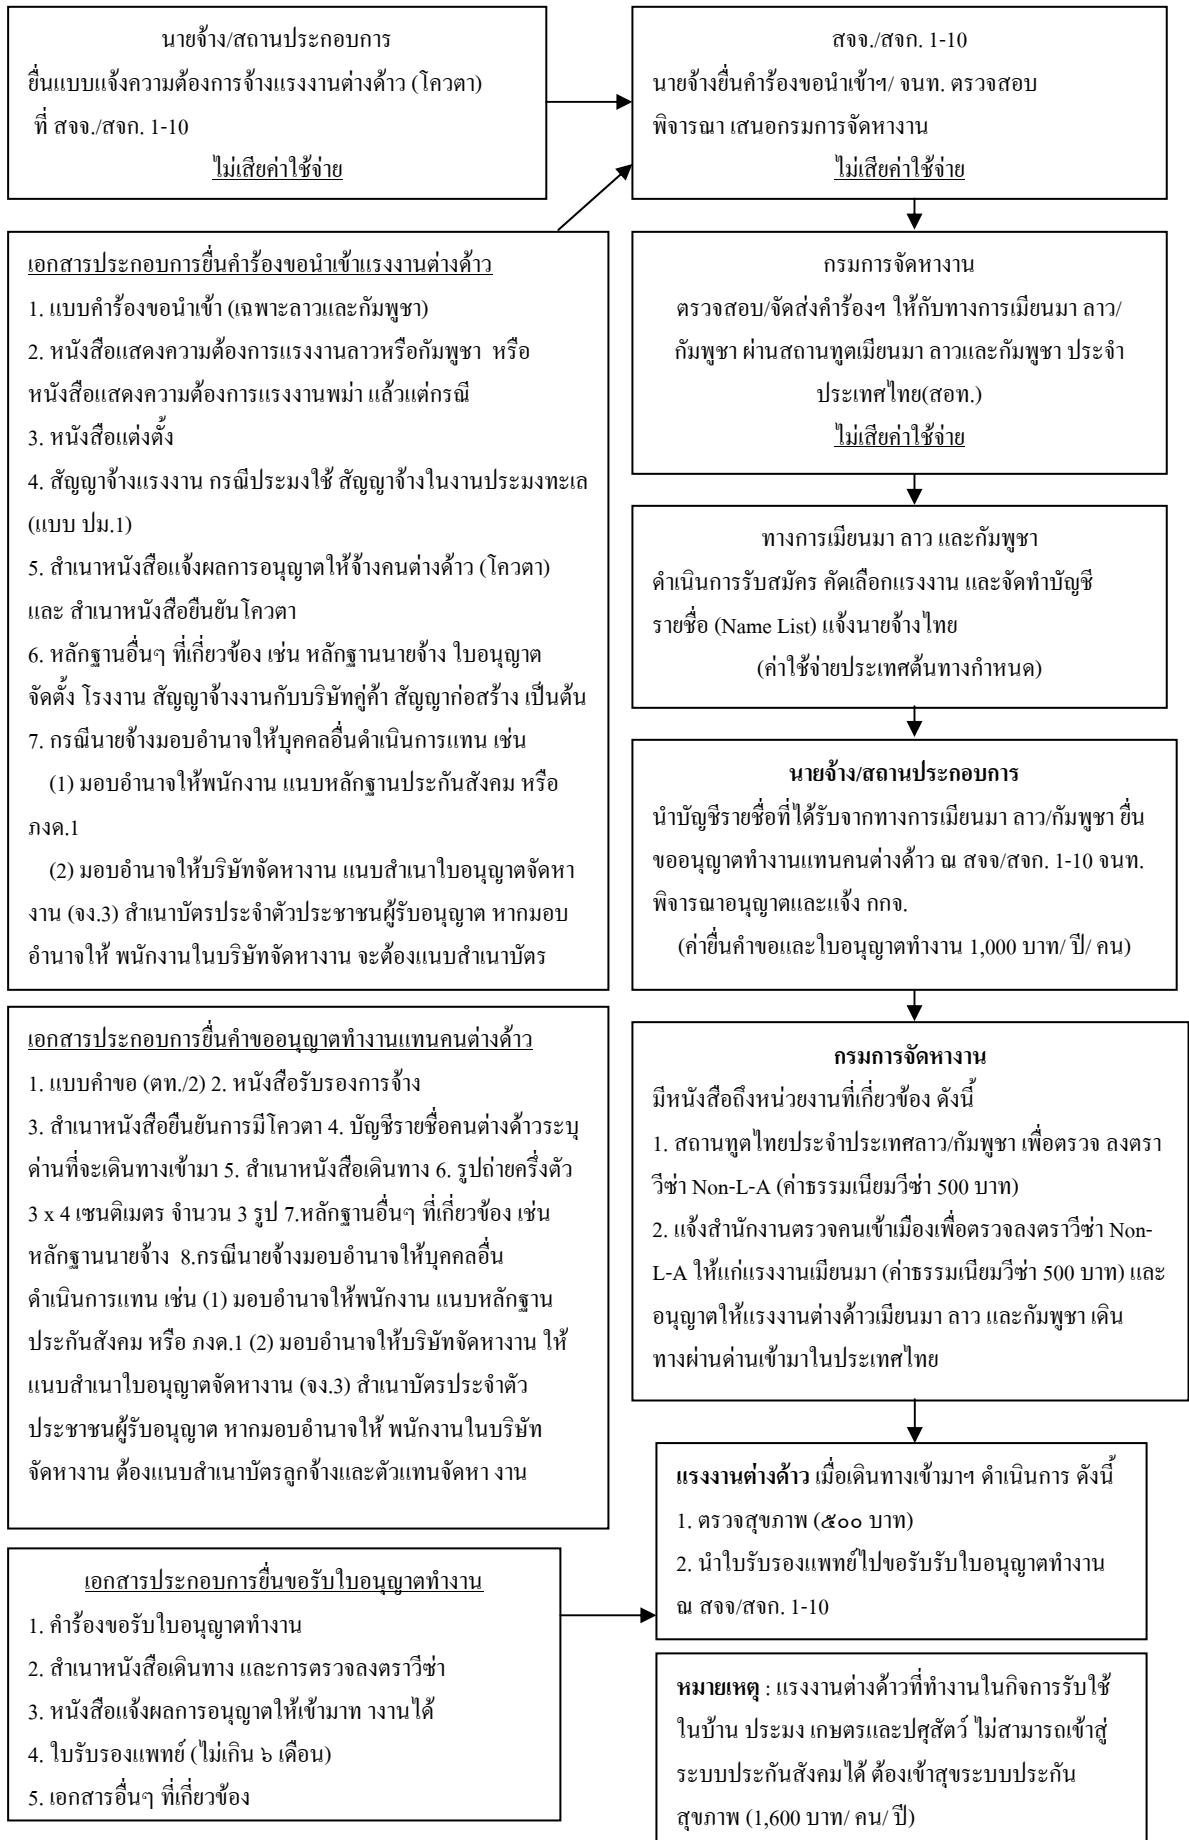 นายจ้าง/สถานประกอบการ
ยื่นแบบแจ้งความต้องการจ้างแรงงานต่างด้าว (โควตา)
ที่ สจจ./สจก. 1-10
ไม่เสียค่าใช้จ่าย
สจจ./สจก. 1-10
นายจ้างยื่นคำร้องขอนำเข้าฯ/ จนท. ตรวจสอบ
พิจารณา เสนอกรมการจัดหางาน
ไม่เสียค่าใช้จ่าย
เอกสารประกอบการยื่นคำร้องขอนำเข้าแรงงานต่างด้าว
1. แบบคำร้องขอนำเข้า (เฉพาะลาวและกัมพูชา)
2. หนังสือแสดงความต้องการแรงงานลาวหรือกัมพูชา หรือ
หนังสือแสดงความต้องการแรงงานพม่า แล้วแต่กรณี
3. หนังสือแต่งตั้ง
4. สัญญาจ้างแรงงาน กรณีประมงใช้ สัญญาจ้างในงานประมงทะเล
(แบบ ปม.1)
5. สำเนาหนังสือแจ้งผลการอนุญาตให้จ้างคนต่างด้าว (โควตา)
และ สำเนาหนังสือยืนยันโควตา
6. หลักฐานอื่นๆ ที่เกี่ยวข้อง เช่น หลักฐานนายจ้าง ใบอนุญาต
จัดตั้ง โรงงาน สัญญาจ้างงานกับบริษัทคู่ค้า สัญญาก่อสร้าง เป็นต้น
7. กรณีนายจ้างมอบอำนาจให้บุคคลอื่นดำเนินการแทน เช่น
(1) มอบอำนาจให้พนักงาน แนบหลักฐานประกันสังคม หรือ
ภงด.1
(2) มอบอำนาจให้บริษัทจัดหางาน แนบสำเนาใบอนุญาตจัดหา
งาน (จง.3) สำเนาบัตรประจำตัวประชาชนผู้รับอนุญาต หากมอบ
อำนาจให้ พนักงานในบริษัทจัดหางาน จะต้องแนบสำเนาบัตร
กรมการจัดหางาน
ตรวจสอบ/จัดส่งคำร้องฯ ให้กับทางการเมียนมา ลาว/
กัมพูชา ผ่านสถานทูตเมียนมา ลาวและกัมพูชา ประจำ
ประเทศไทย(สอท.)
ไม่เสียค่าใช้จ่าย
ทางการเมียนมา ลาว และกัมพูชา
ดำเนินการรับสมัคร คัดเลือกแรงงาน และจัดทำบัญชี
รายชื่อ (Name List) แจ้งนายจ้างไทย
(ค่าใช้จ่ายประเทศต้นทางกำหนด)
นายจ้าง/สถานประกอบการ
นำบัญชีรายชื่อที่ได้รับจากทางการเมียนมา ลาว/กัมพูชา ยื่น
ขออนุญาตทำงานแทนคนต่างด้าว ณ สจจ/สจก. 1-10 จนท.
พิจารณาอนุญาตและแจ้ง กกจ.
(ค่ายื่นคำขอและใบอนุญาตทำงาน 1,000 บาท/ ปี/ คน)
เอกสารประกอบการยื่นคำขออนุญาตทำงานแทนคนต่างด้าว
1. แบบคำขอ (ตท./2) 2. หนังสือรับรองการจ้าง
3. สำเนาหนังสือยืนยันการมีโควตา 4. บัญชีรายชื่อคนต่างด้าวระบุ
ด่านที่จะเดินทางเข้ามา 5. สำเนาหนังสือเดินทาง 6. รูปถ่ายครึ่งตัว
3 x 4 เซนติเมตร จำนวน 3 รูป 7.หลักฐานอื่นๆ ที่เกี่ยวข้อง เช่น
หลักฐานนายจ้าง 8.กรณีนายจ้างมอบอำนาจให้บุคคลอื่น
ดำเนินการแทน เช่น (1) มอบอำนาจให้พนักงาน แนบหลักฐาน
ประกันสังคม หรือ ภงด.1 (2) มอบอำนาจให้บริษัทจัดหางาน ให้
แนบสำเนาใบอนุญาตจัดหางาน (จง.3) สำเนาบัตรประจำตัว
ประชาชนผู้รับอนุญาต หากมอบอำนาจให้ พนักงานในบริษัท
จัดหางาน ต้องแนบสำเนาบัตรลูกจ้างและตัวแทนจัดหา งาน
กรมการจัดหางาน
มีหนังสือถึงหน่วยงานที่เกี่ยวข้อง ดังนี้
1. สถานทูตไทยประจำประเทศลาว/กัมพูชา เพื่อตรวจ ลงตรา
วีซ่า Non-L-A (ค่าธรรมเนียมวีซ่า 500 บาท)
2. แจ้งสำนักงานตรวจคนเข้าเมืองเพื่อตรวจลงตราวีซ่า Non-
L-A ให้แก่แรงงานเมียนมา (ค่าธรรมเนียมวีซ่า 500 บาท) และ
อนุญาตให้แรงงานต่างด้าวเมียนมา ลาว และกัมพูชา เดิน
ทางผ่านด่านเข้ามาในประเทศไทย
แรงงานต่างด้าว เมื่อเดินทางเข้ามาฯ ดำเนินการ ดังนี้
1. ตรวจสุขภาพ (๕๐๐ บาท)
2. นำใบรับรองแพทย์ไปขอรับรับใบอนุญาตทำงาน
ณ สจจ/สจก. 1-10
เอกสารประกอบการยื่นขอรับใบอนุญาตทำงาน
1. คำร้องขอรับใบอนุญาตทำงาน
2. สำเนาหนังสือเดินทาง และการตรวจลงตราวีซ่า
3. หนังสือแจ้งผลการอนุญาตให้เข้ามาท างานได้
4. ใบรับรองแพทย์ (ไม่เกิน ๖ เดือน)
5. เอกสารอื่นๆ ที่เกี่ยวข้อง
หมายเหตุ : แรงงานต่างด้าวที่ทำงานในกิจการรับใช้
ในบ้าน ประมง เกษตรและปศุสัตว์ ไม่สามารถเข้าสู่
ระบบประกันสังคมได้ ต้องเข้าสุขระบบประกัน
สุขภาพ (1,600 บาท/ คน/ ปี)